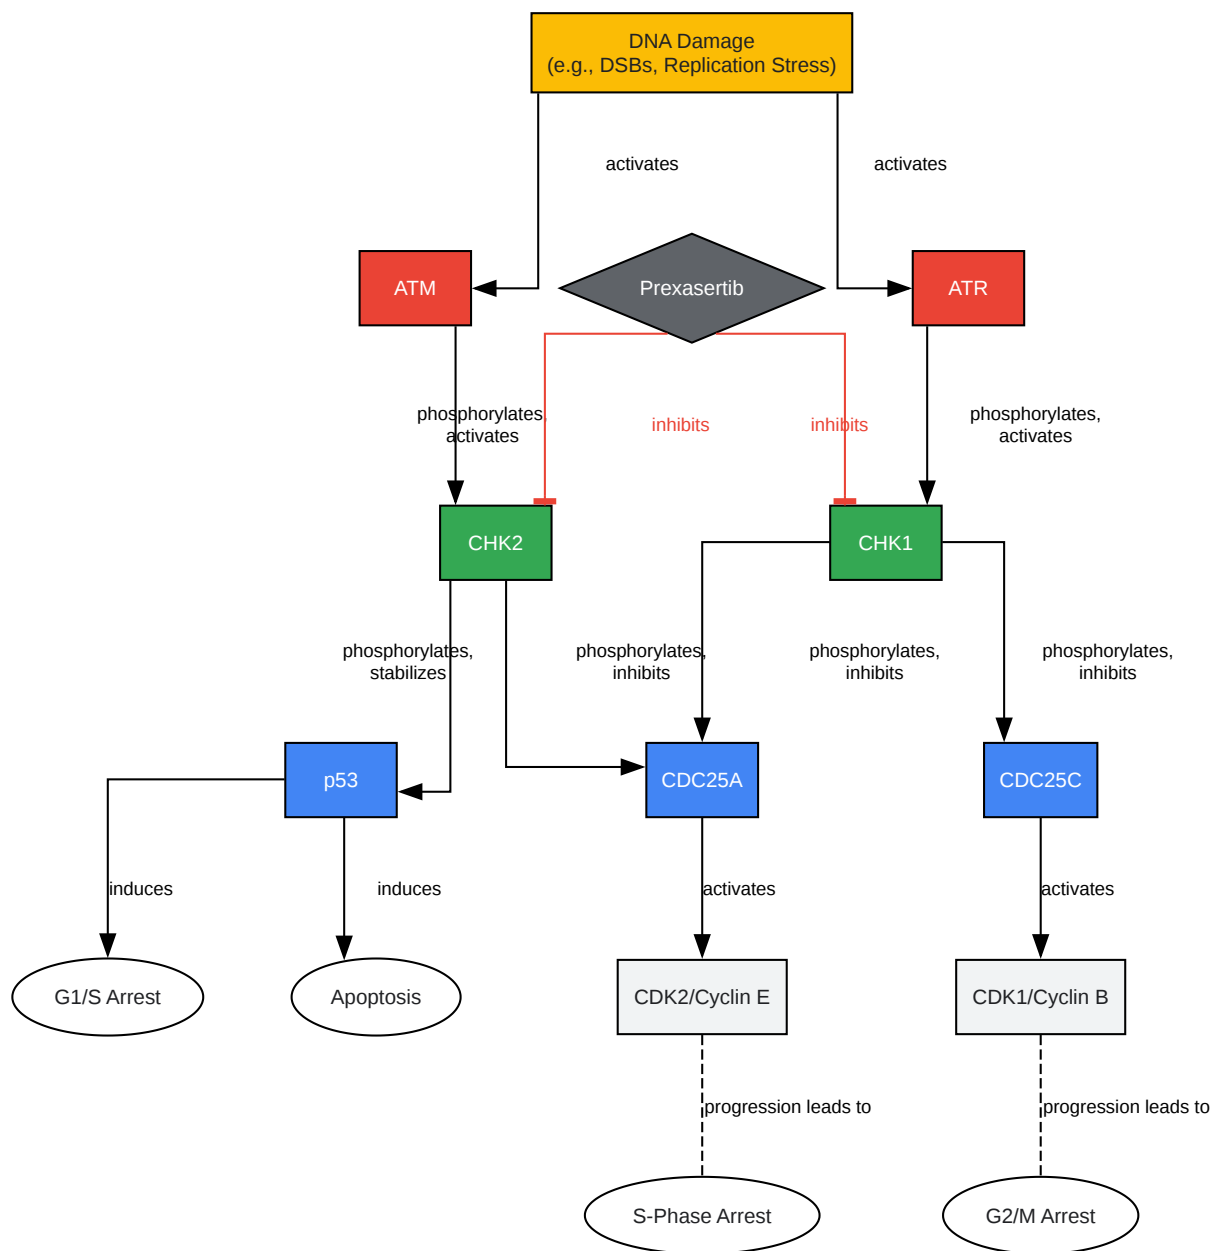 DNA Damage
(e.g., DSBs, Replication Stress)
activates
activates
ATM
Prexasertib
ATR
phosphorylates,
activates
inhibits
inhibits
phosphorylates,
activates
CHK2
CHK1
phosphorylates,
stabilizes
phosphorylates,
inhibits
phosphorylates,
inhibits
phosphorylates,
inhibits
p53
CDC25A
CDC25C
induces
induces
activates
activates
G1/S Arrest
Apoptosis
CDK2/Cyclin E
CDK1/Cyclin B
progression leads to
progression leads to
S-Phase Arrest
G2/M Arrest